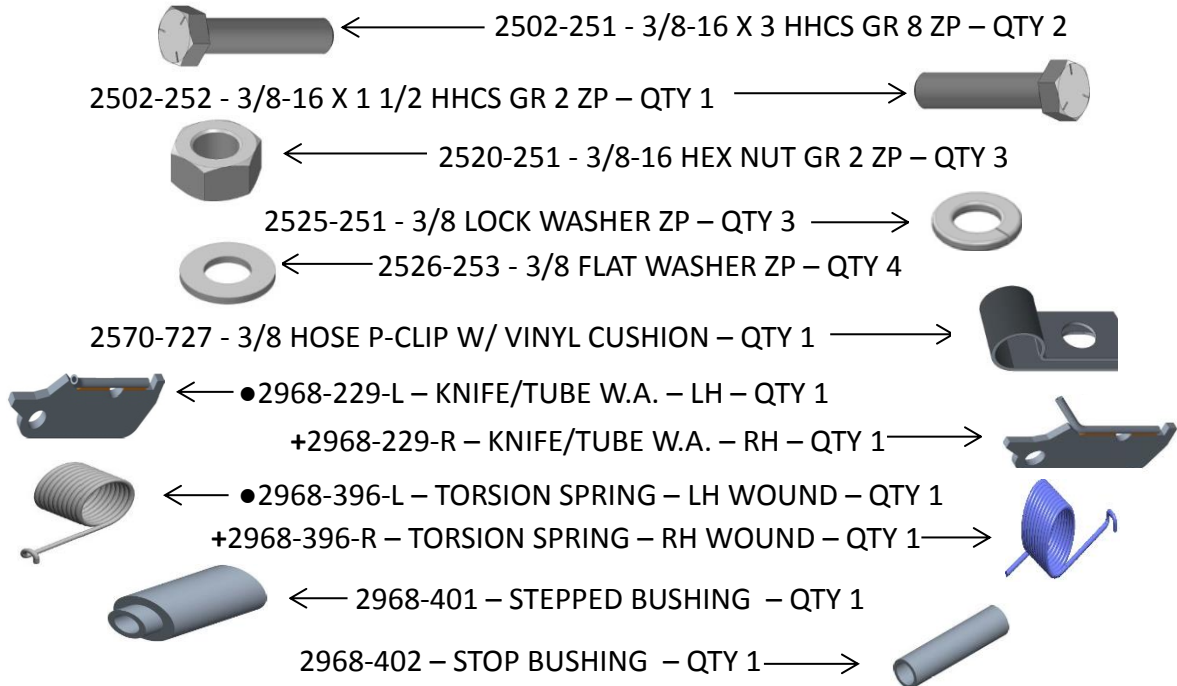 2502-251 - 3/8-16 X 3 HHCS GR 8 ZP – QTY 2
2502-252 - 3/8-16 X 1 1/2 HHCS GR 2 ZP – QTY 1
2520-251 - 3/8-16 HEX NUT GR 2 ZP – QTY 3
2525-251 - 3/8 LOCK WASHER ZP – QTY 3
2526-253 - 3/8 FLAT WASHER ZP – QTY 4
2570-727 - 3/8 HOSE P-CLIP W/ VINYL CUSHION – QTY 1
●2968-229-L – KNIFE/TUBE W.A. – LH – QTY 1
+2968-229-R – KNIFE/TUBE W.A. – RH – QTY 1
●2968-396-L – TORSION SPRING – LH WOUND – QTY 1
+2968-396-R – TORSION SPRING – RH WOUND – QTY 1
2968-401 – STEPPED BUSHING – QTY 1
2968-402 – STOP BUSHING – QTY 1